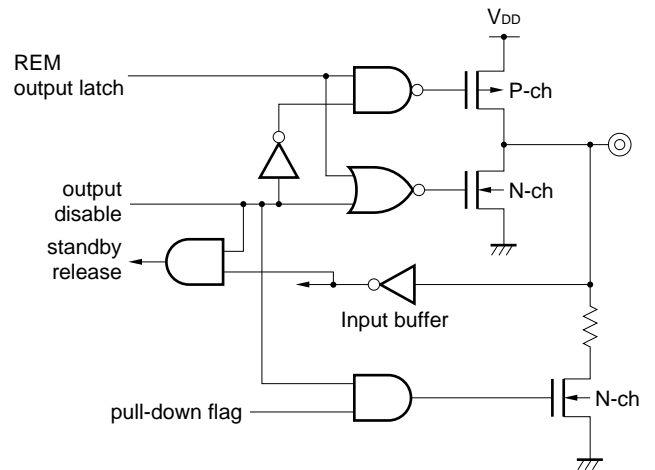 VDD
REM
output latch
P-ch
output
disable
N-ch
standby
release
Input buffer
pull-down flag
N-ch